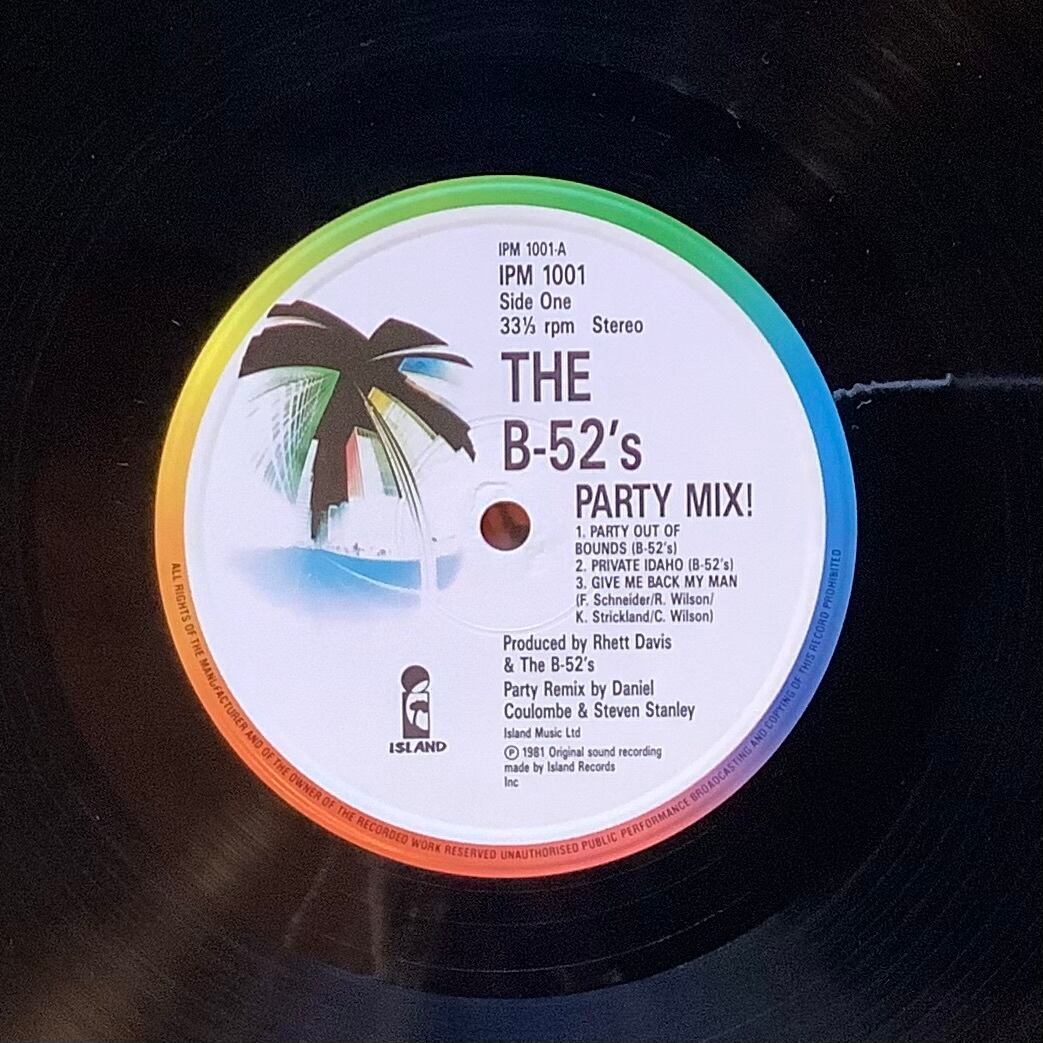 IPM 1001-A
IPM 1001
Side One
33⅓ rpm Stereo
THE
B-52's
PARTY MIX!
1. PARTY OUT OF
BOUNDS (B-52's)
2. PRIVATE IDAHO (B-52's)
3. GIVE ME BACK MY MAN
(F. Schneider/R. Wilson/
K. Strickland/C. Wilson)
Produced by Rhett Davis
& The B-52's
Party Remix by Daniel
Coulombe & Steven Stanley
Island Music Ltd
Ⓟ 1981 Original sound recording
made by Island Records
Inc
ISLAND
ALL RIGHTS OF THE MANUFACTURER AND OF THE OWNER OF THE RECORDED WORK RESERVED UNAUTHORISED PUBLIC PERFORMANCE BROADCASTING AND COPYING OF THIS RECORD PROHIBITED